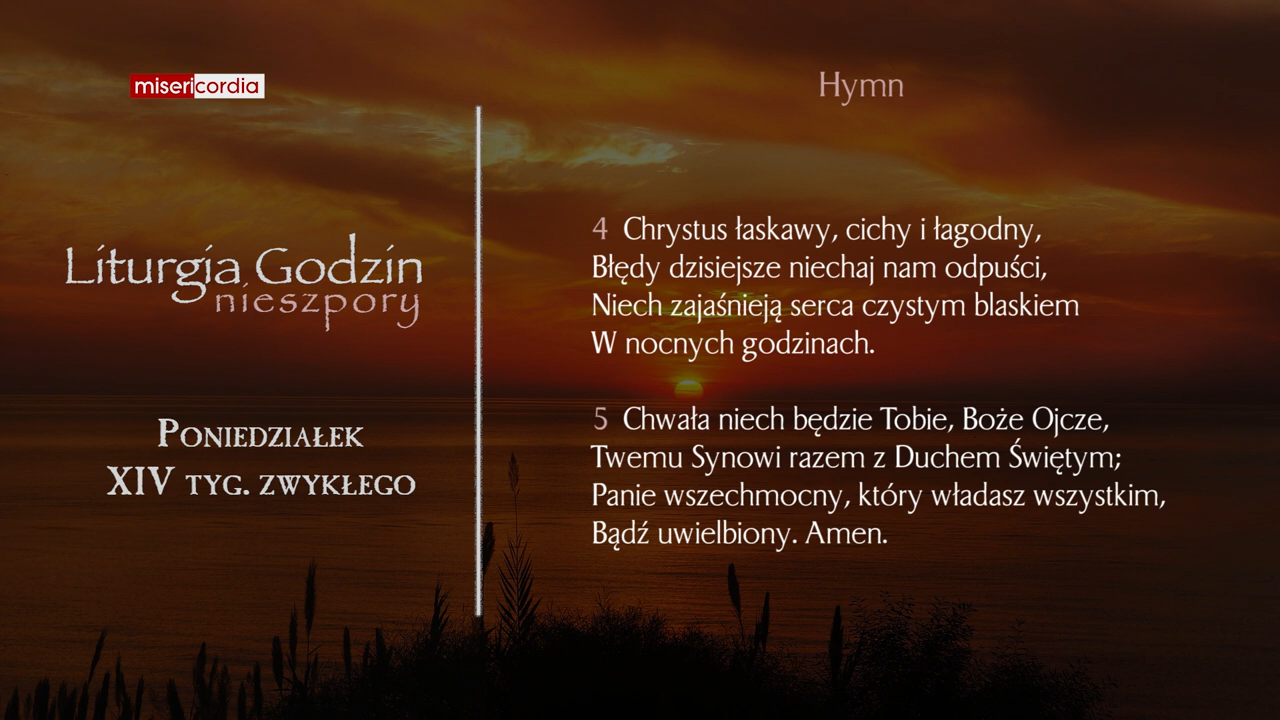 misericordia
Liturgia Godzin
nieszpory
Poniedziałek
XIV tyg. zwykłego
Hymn
4 Chrystus łaskawy, cichy i łagodny,
Błędy dzisiejsze niechaj nam odpuści,
Niech zajaśnieją serca czystym blaskiem
W nocnych godzinach.
5 Chwała niech będzie Tobie, Boże Ojcze,
Twemu Synowi razem z Duchem Świętym;
Panie wszechmocny, który władasz wszystkim,
Bądź uwielbiony. Amen.